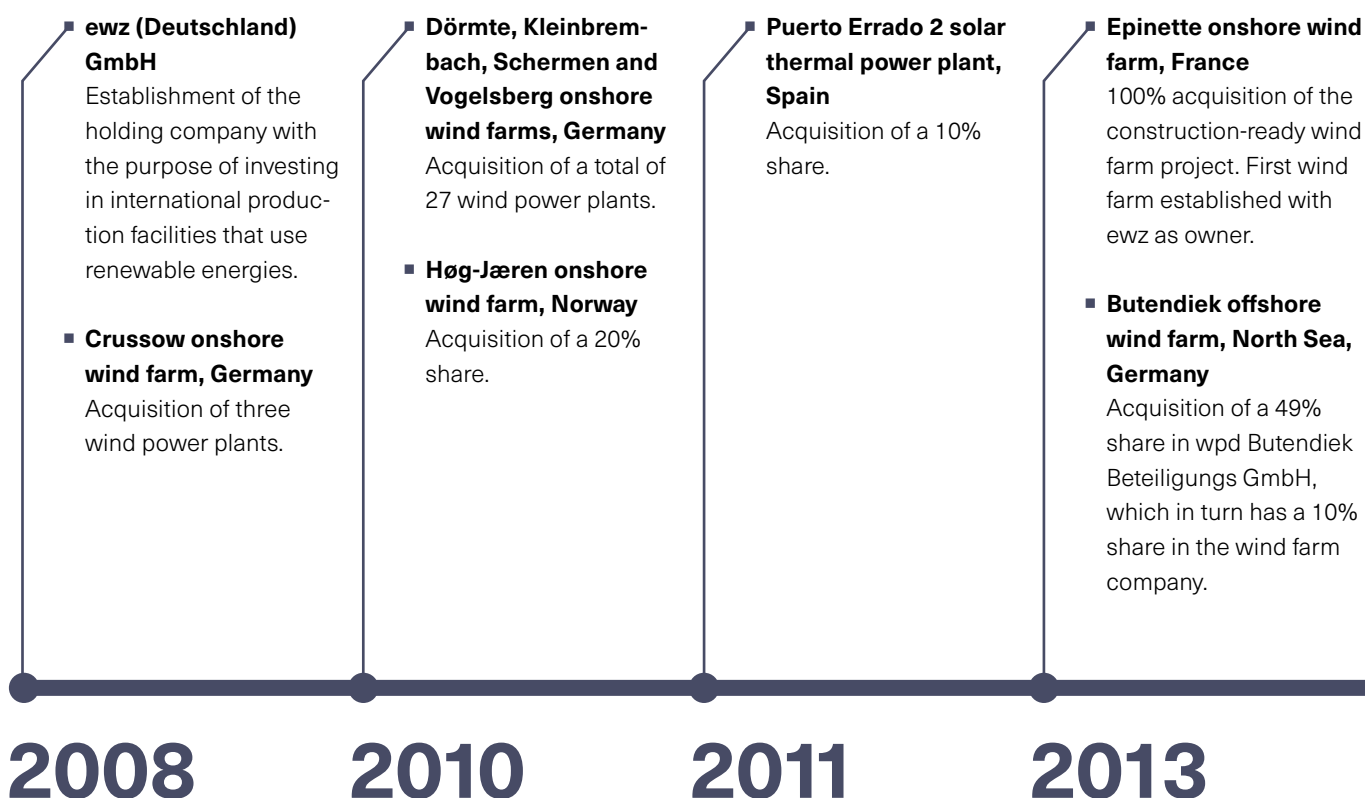 ewz (Deutschland)
GmbH
Establishment of the
holding company with
the purpose of investing
in international produc-
tion facilities that use
renewable energies.
Crussow onshore
wind farm, Germany
Acquisition of three
wind power plants.
2008
Dörmte, Kleinbrem-
bach, Schermen and
Vogelsberg onshore
wind farms, Germany
Acquisition of a total of
27 wind power plants.
Høg-Jæren onshore
wind farm, Norway
Acquisition of a 20%
share.
2010
Puerto Errado 2 solar
thermal power plant,
Spain
Acquisition of a 10%
share.
2011
Epinette onshore wind
farm, France
100% acquisition of the
construction-ready wind
farm project. First wind
farm established with
ewz as owner.
Butendiek offshore
wind farm, North Sea,
Germany
Acquisition of a 49%
share in wpd Butendiek
Beteiligungs GmbH,
which in turn has a 10%
share in the wind farm
company.
2013